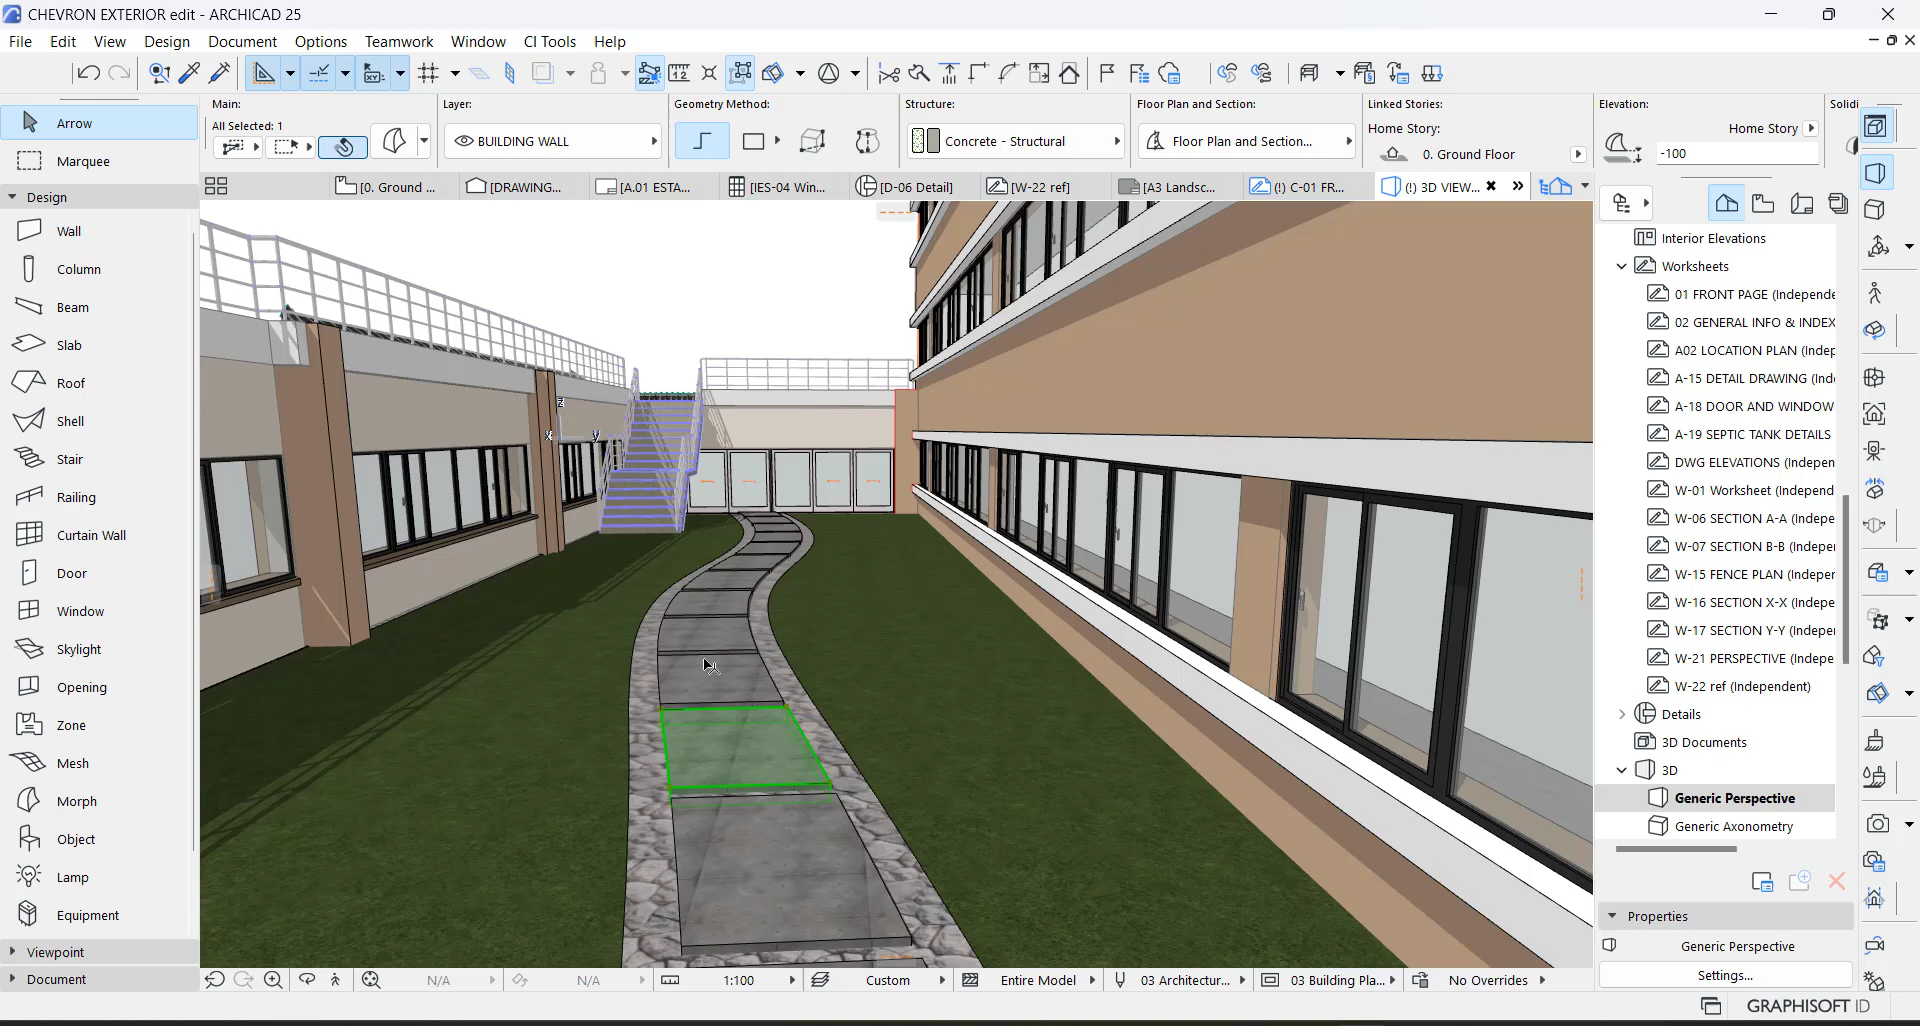 CHEVRON EXTERIOR edit - ARCHICAD 25
File Edit View Design Document Options Teamwork Window CI Tools Help
Main:
All Selected: 1
Layer:
BUILDING WALL
Geometry Method:
Structure:
Concrete - Structural
Floor Plan and Section:
Floor Plan and Section...
Linked Stories:
Home Story:
0. Ground Floor
Elevation:
Home Story
-100
Solidi
[0. Ground ...
[DRAWING...
[A.01 ESTA...
[IES-04 Win...
[D-06 Detail]
[W-22 ref]
[A3 Landsc...
(!) C-01 FR...
(!) 3D VIEW...
Arrow
Marquee
Design
Wall
Column
Beam
Slab
Roof
Shell
Stair
Railing
Curtain Wall
Door
Window
Skylight
Opening
Zone
Mesh
Morph
Object
Lamp
Equipment
Viewpoint
Document
z
x
y
Interior Elevations
Worksheets
01 FRONT PAGE (Independe
02 GENERAL INFO & INDEX
A02 LOCATION PLAN (Indep
A-15 DETAIL DRAWING (Ind
A-18 DOOR AND WINDOW
A-19 SEPTIC TANK DETAILS
DWG ELEVATIONS (Indepen
W-01 Worksheet (Independ
W-06 SECTION A-A (Indepe
W-07 SECTION B-B (Indeper
W-15 FENCE PLAN (Indeper
W-16 SECTION X-X (Indepe
W-17 SECTION Y-Y (Indeper
W-21 PERSPECTIVE (Indepe
W-22 ref (Independent)
Details
3D Documents
3D
Generic Perspective
Generic Axonometry
Properties
Generic Perspective
Settings...
N/A
N/A
1:100
Custom
Entire Model
03 Architectur...
03 Building Pla...
No Overrides
GRAPHISOFT ID